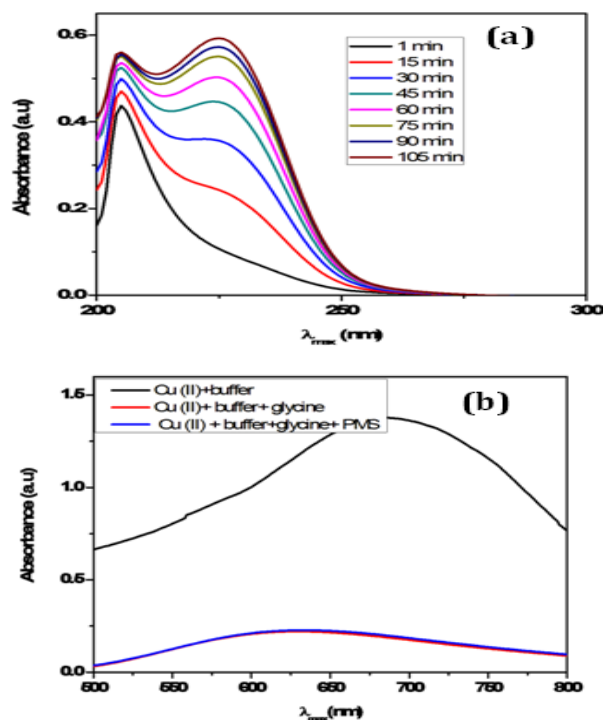 (a)
Absorbance (a.u)
0.6
0.4
0.2
0.0
1 min
15 min
30 min
45 min
60 min
75 min
90 min
105 min
200
250
300
λmax (nm)
(b)
Absorbance (a.u)
1.5
1.0
0.5
0.0
Cu (II)+buffer
Cu (II)+ buffer+ glycine
Cu (II) + buffer+glycine+ PMS
500
550
600
650
700
750
800
λmax (nm)